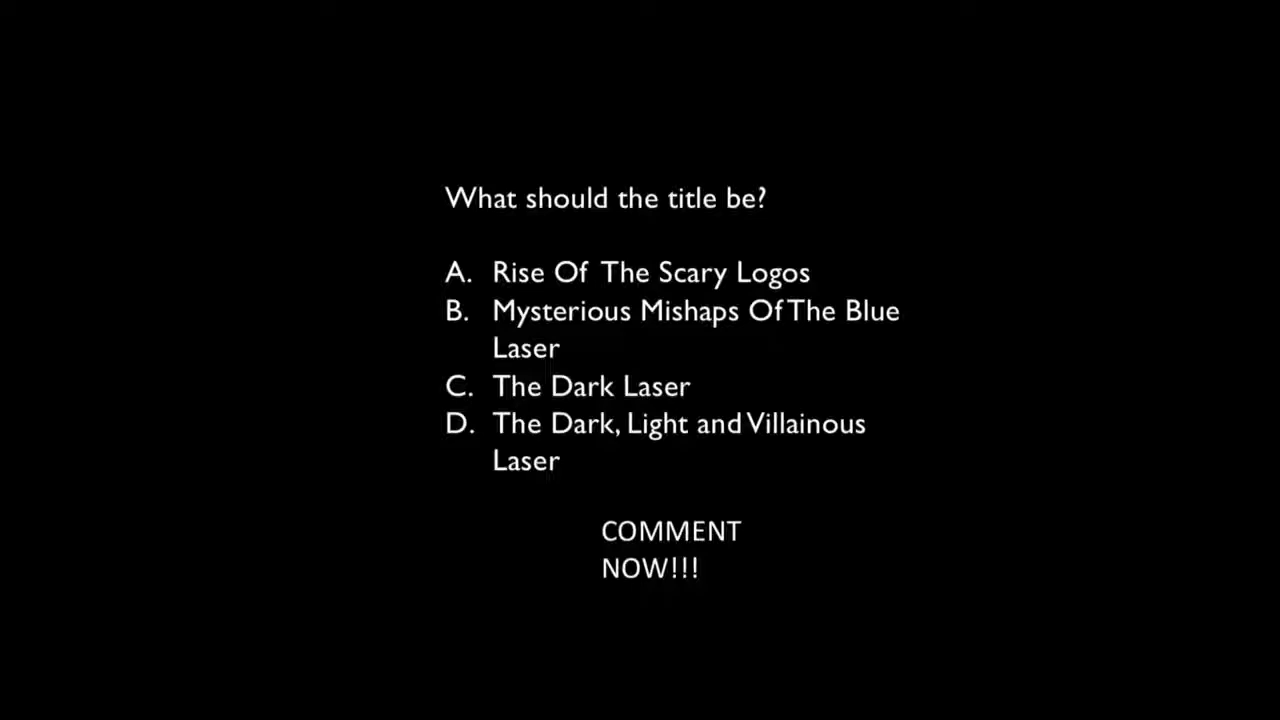 What should the title be?
A. Rise Of The Scary Logos
B. Mysterious Mishaps Of The Blue
Laser
C. The Dark Laser
D. The Dark, Light and Villainous
Laser
COMMENT
NOW!!!